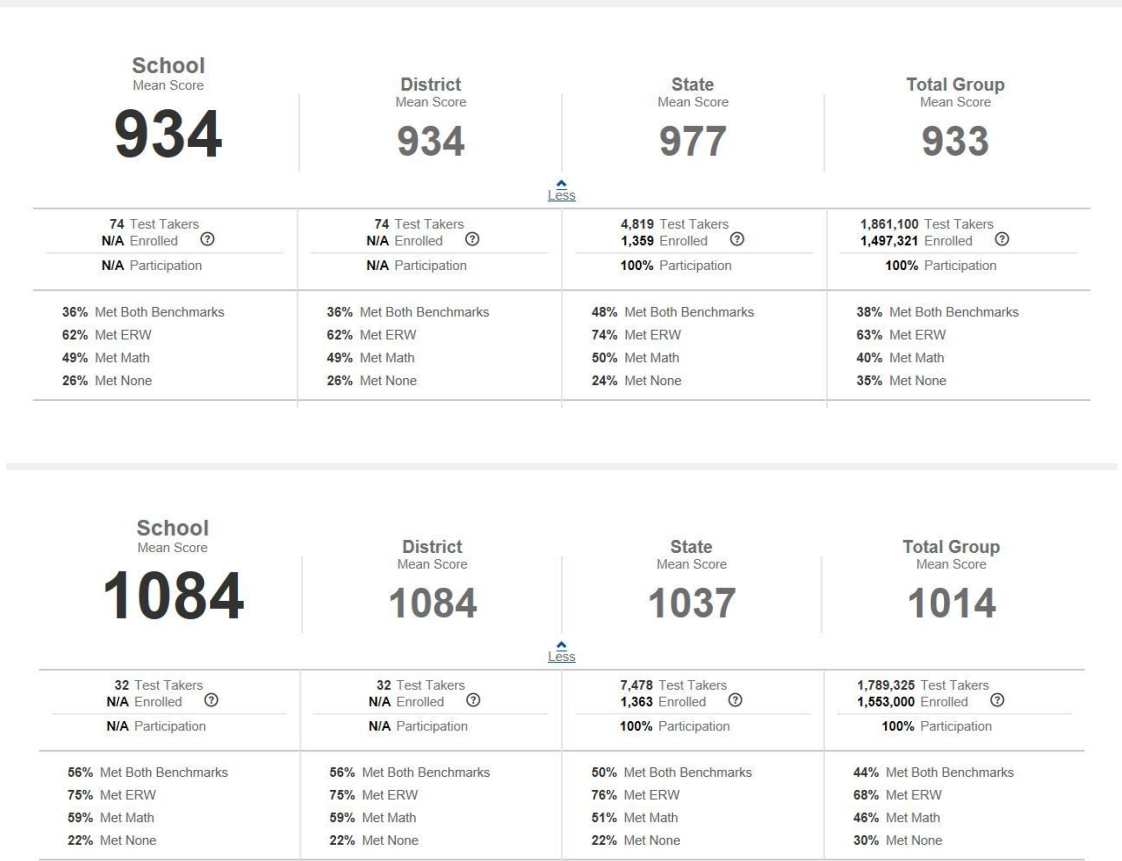 School
Mean Score
934
District
Mean Score
934
State
Mean Score
977
Total Group
Mean Score
933
Less
74 Test Takers
N/A Enrolled ?
N/A Participation
74 Test Takers
N/A Enrolled ?
N/A Participation
4,819 Test Takers
1,359 Enrolled ?
100% Participation
1,861,100 Test Takers
1,497,321 Enrolled ?
100% Participation
36% Met Both Benchmarks
62% Met ERW
49% Met Math
26% Met None
36% Met Both Benchmarks
62% Met ERW
49% Met Math
26% Met None
48% Met Both Benchmarks
74% Met ERW
50% Met Math
24% Met None
38% Met Both Benchmarks
63% Met ERW
40% Met Math
35% Met None
School
Mean Score
1084
District
Mean Score
1084
State
Mean Score
1037
Total Group
Mean Score
1014
Less
32 Test Takers
N/A Enrolled ?
N/A Participation
32 Test Takers
N/A Enrolled ?
N/A Participation
7,478 Test Takers
1,363 Enrolled ?
100% Participation
1,789,325 Test Takers
1,553,000 Enrolled ?
100% Participation
56% Met Both Benchmarks
75% Met ERW
59% Met Math
22% Met None
56% Met Both Benchmarks
75% Met ERW
59% Met Math
22% Met None
50% Met Both Benchmarks
76% Met ERW
51% Met Math
22% Met None
44% Met Both Benchmarks
68% Met ERW
46% Met Math
30% Met None